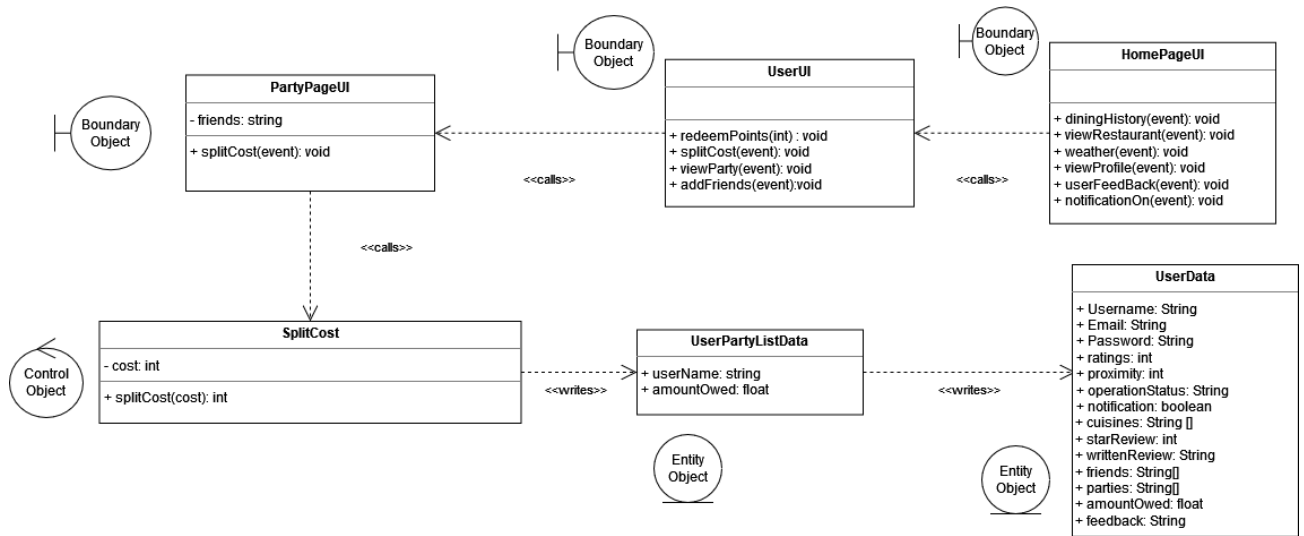 Boundary
Object
HomePageUI
+ diningHistory(event): void
+ viewRestaurant(event): void
+ weather(event): void
+ viewProfile(event): void
+ userFeedBack(event): void
+ notificationOn(event): void
Boundary
Object
UserUI
+ redeemPoints(int) : void
+ splitCost(event): void
+ viewParty(event): void
+ addFriends(event):void
Boundary
Object
PartyPageUI
- friends: string
+ splitCost(event): void
<<calls>>
<<calls>>
<<calls>>
Control
Object
SplitCost
- cost: int
+ splitCost(cost): int
<<writes>>
UserPartyListData
+ userName: string
+ amountOwed: float
Entity
Object
<<writes>>
UserData
+ Username: String
+ Email: String
+ Password: String
+ ratings: int
+ proximity: int
+ operationStatus: String
+ notification: boolean
+ cuisines: String []
+ starReview: int
+ writtenReview: String
+ friends: String[]
+ parties: String[]
+ amountOwed: float
+ feedback: String
Entity
Object